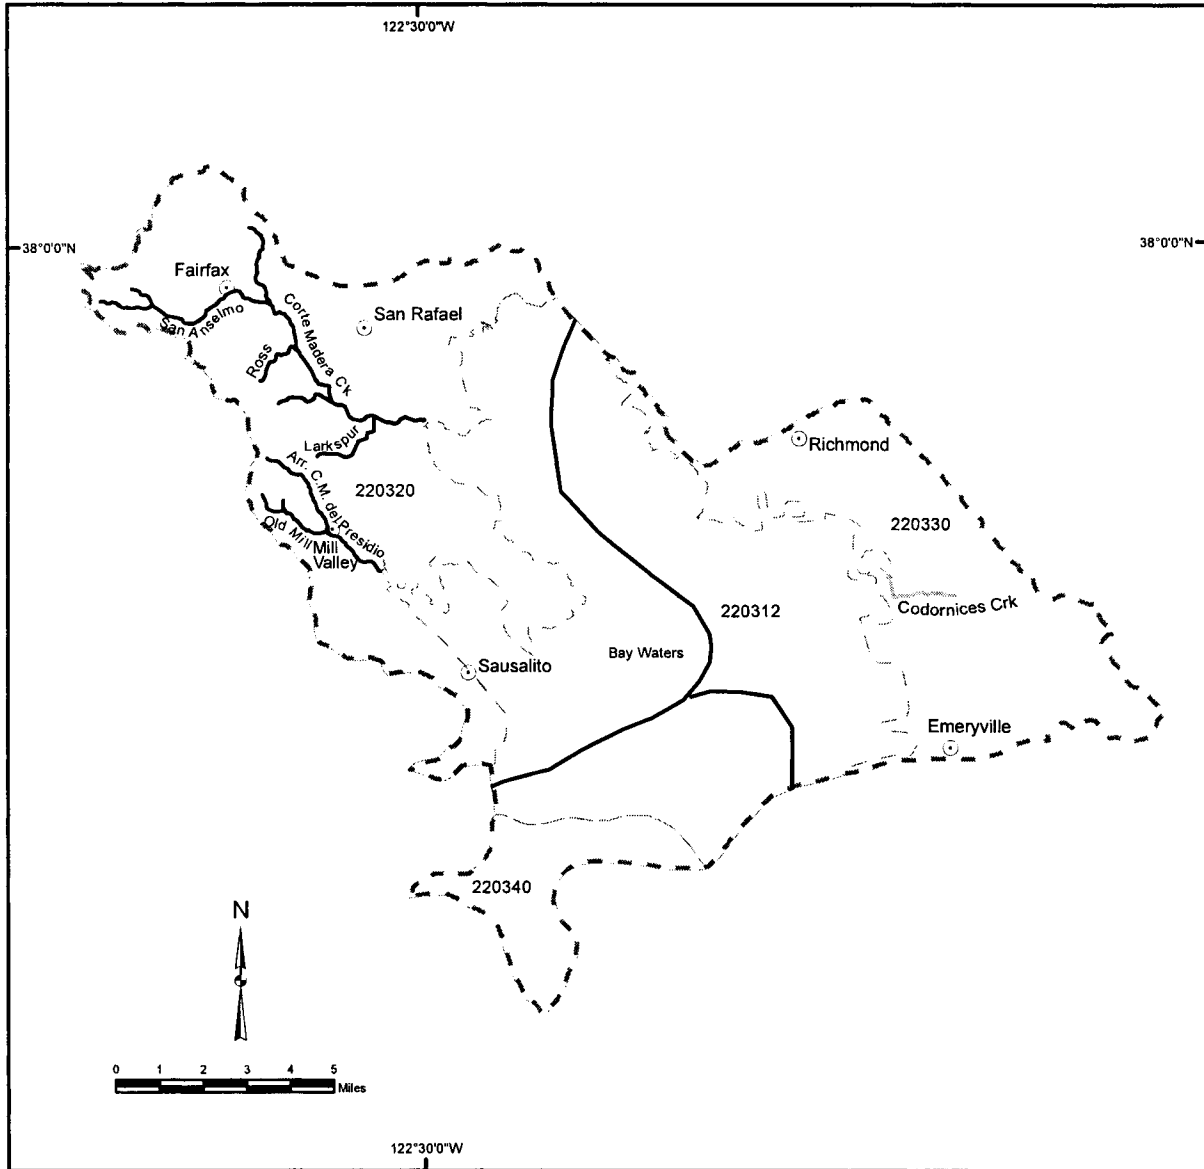 122°30'0"W
38°0'0"N
38°0'0"N
Fairfax
San Anselmo
Corte Madera Ck
San Rafael
Ross
Larkspur
Richmond
Arr. C.M. del Presidio
220320
220330
Old Mill
Mill
Valley
Codornices Crk
220312
Bay Waters
Sausalito
Emeryville
220340
N
0 1 2 3 4 5
Miles
122°30'0"W